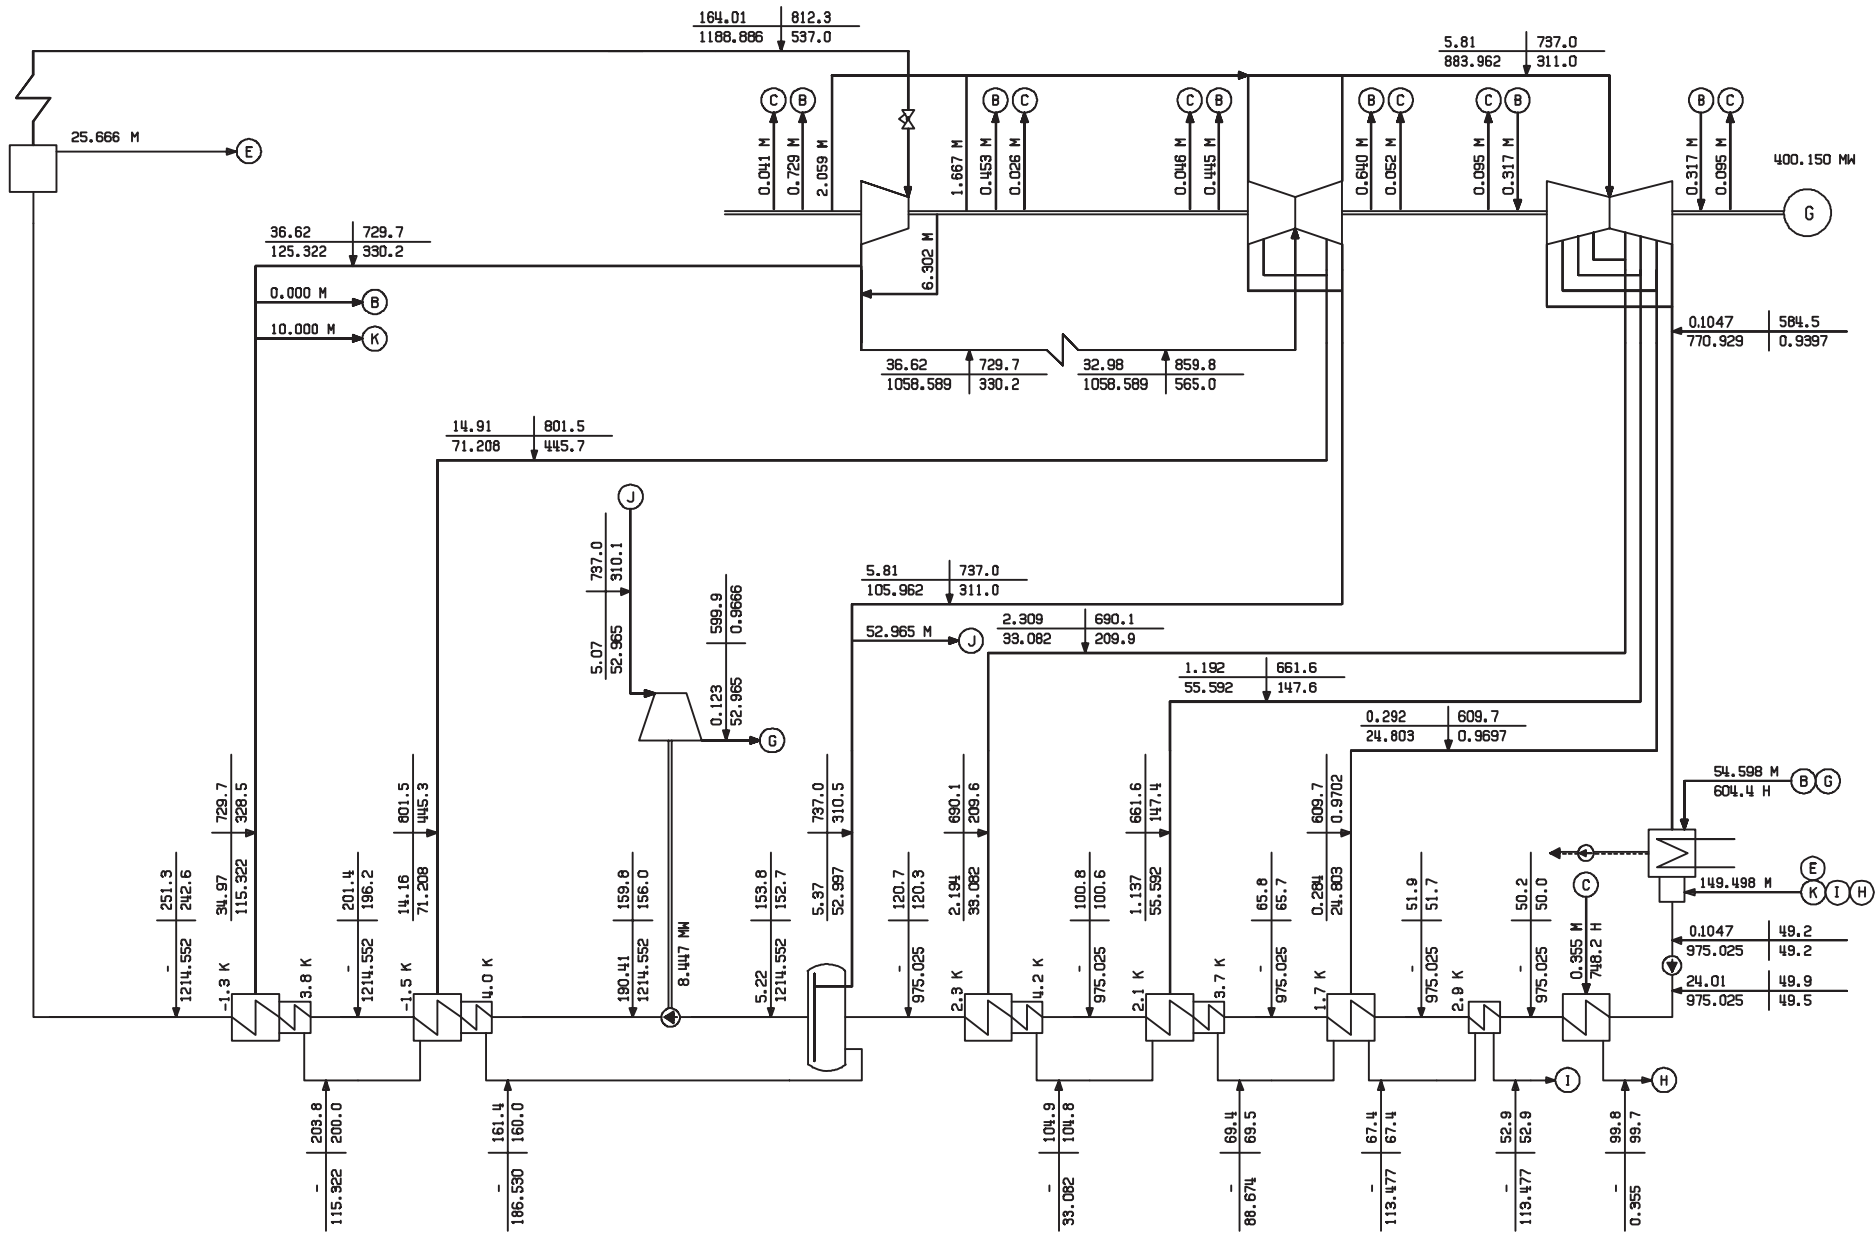 164.01 812.3
1188.886 537.0
5.81 737.0
883.962 311.0
C B B C C B B C C B B C
25.666 M E
0.041 M
0.729 M
2.059 M
1.667 M
0.453 M
0.026 M
0.046 M
0.445 M
0.640 M
0.052 M
0.095 M
0.317 M
0.317 M
0.095 M
400.150 MW
G
36.62 729.7
125.322 330.2
6.302 M
0.000 M B
10.000 M K
0.1047 584.5
770.929 0.9397
36.62 729.7
1058.589 330.2
32.98 859.8
1058.589 565.0
14.91 801.5
71.208 445.7
J
737.0
310.1
5.07
52.965
599.9
0.9666
0.123
52.965
G
5.81 737.0
105.962 311.0
52.965 M J
2.309 690.1
33.082 209.9
1.192 661.6
55.592 147.6
0.292 609.7
24.803 0.9697
54.598 M B G
604.4 H
E
149.498 M K I H
0.1047 49.2
975.025 49.2
24.01 49.9
975.025 49.5
251.3
242.6
-
1214.552
729.7
328.5
34.97
115.322
-1.3 K
3.8 K
201.4
196.2
-
1214.552
801.5
445.3
14.16
71.208
-1.5 K
4.0 K
159.8
156.0
190.41
1214.552
8.447 MW
153.8
152.7
5.22
1214.552
737.0
310.5
5.37
52.997
120.7
120.3
-
975.025
690.1
209.6
2.194
33.082
2.3 K
4.2 K
100.8
100.6
-
975.025
661.6
147.4
1.137
55.592
2.1 K
3.7 K
65.8
65.7
-
975.025
609.7
0.9702
0.284
24.803
1.7 K
51.9
51.7
-
975.025
2.9 K
50.2
50.0
-
975.025
C
0.355 M
748.2 H
I
H
203.8
200.0
-
115.322
161.4
160.0
-
186.530
104.9
104.8
-
33.082
69.4
69.5
-
88.674
67.4
67.4
-
113.477
52.9
52.9
-
113.477
99.8
99.7
-
0.355